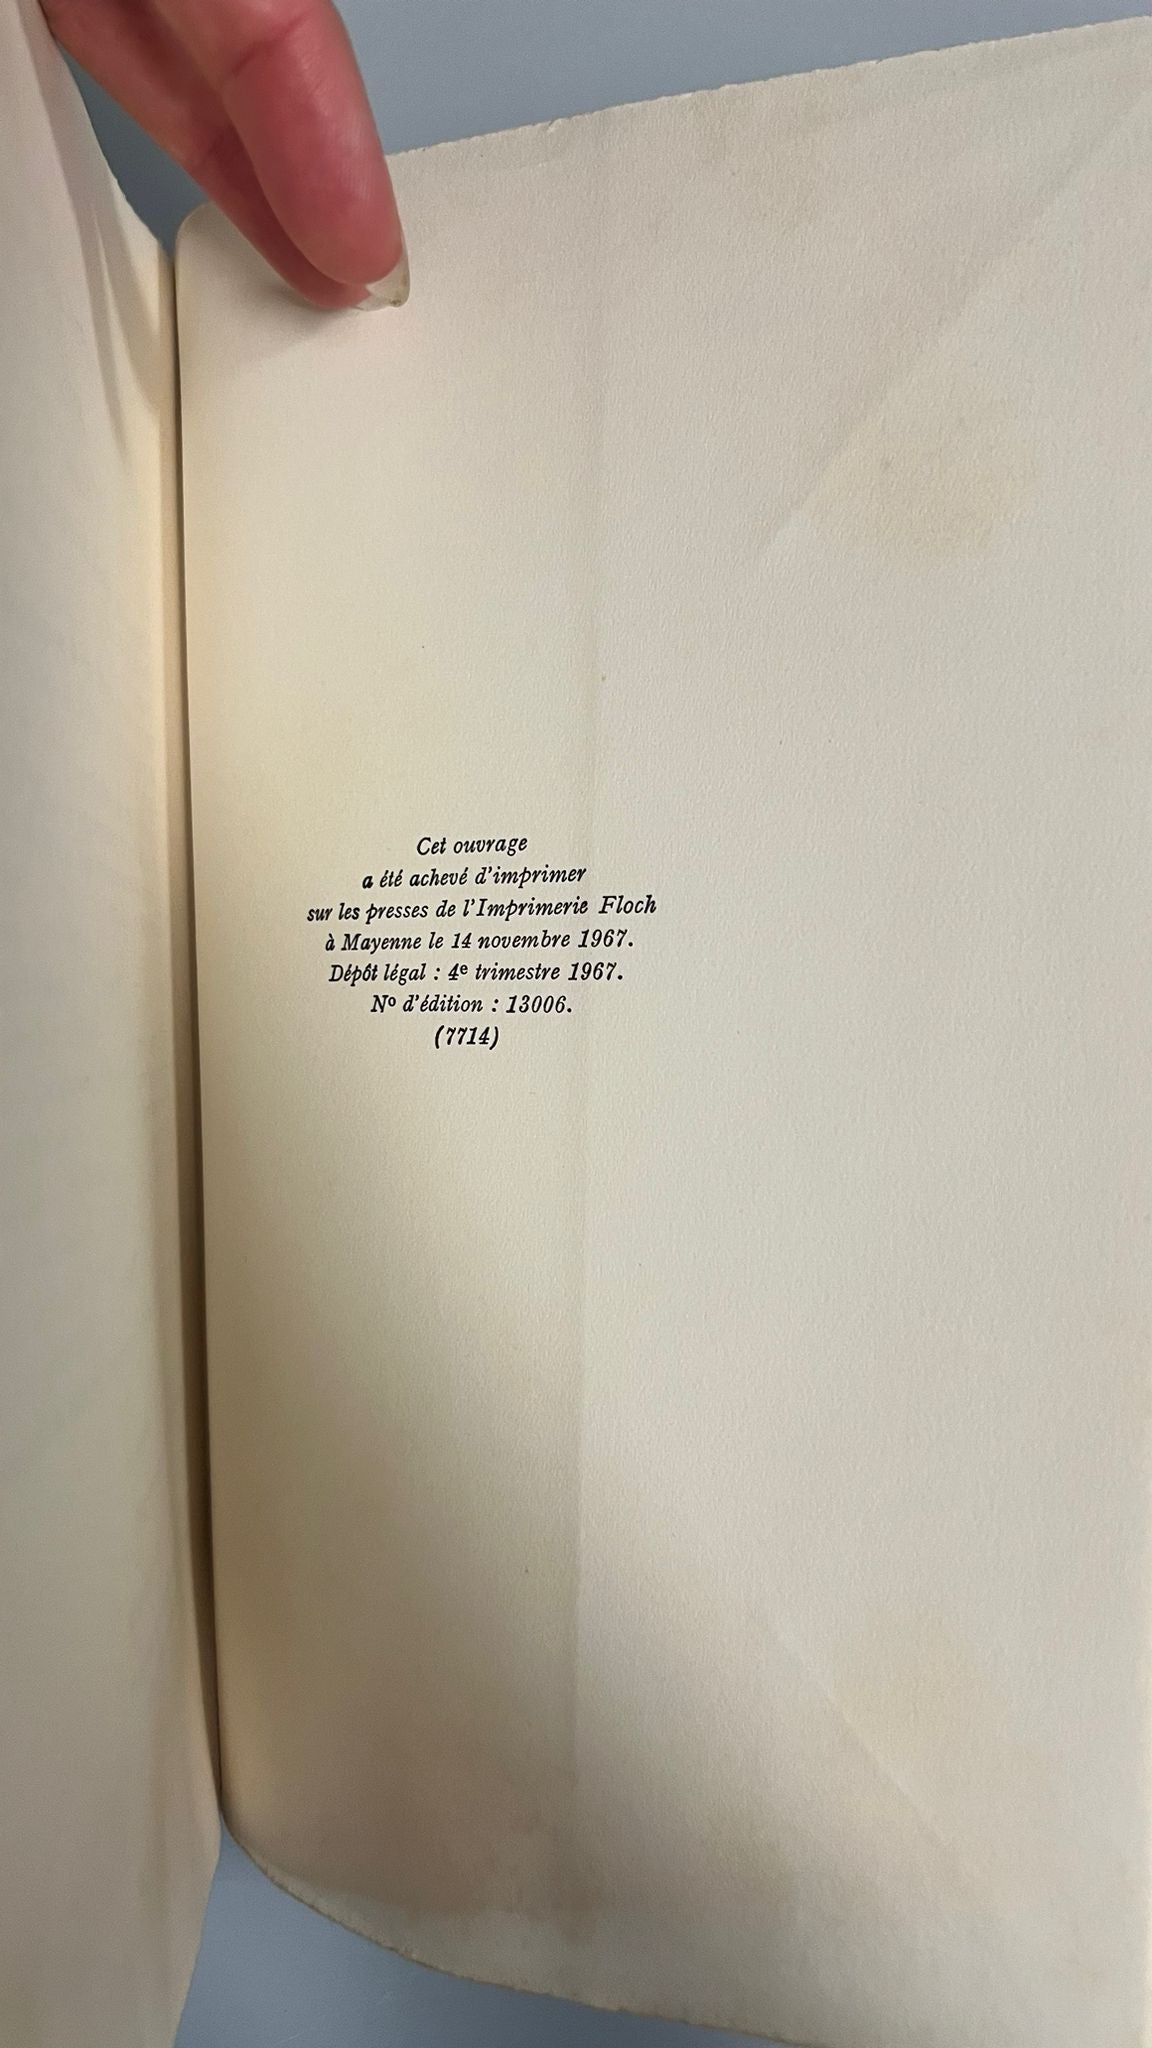 Cet ouvrage
a été achevé d'imprimer
sur les presses de l'Imprimerie Floch
à Mayenne le 14 novembre 1967.
Dépôt légal : 4e trimestre 1967.
No d'édition : 13006.
(7714)